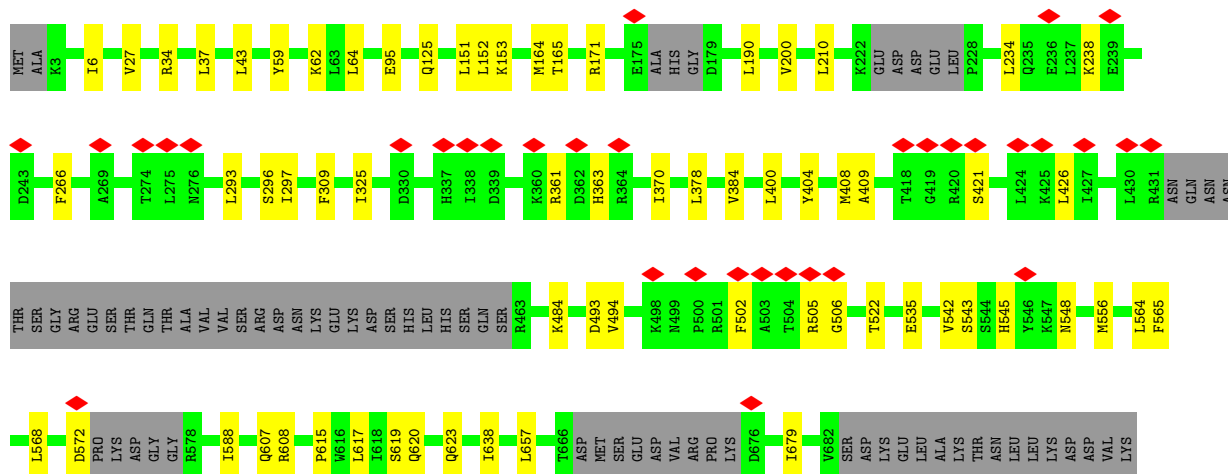 MET ALA K3 I6 V27 R34 L37 L43 Y59 K62 L63 L64 E95 Q125 L151 L152 K153 M164 T165 R171 E175 ALA HIS GLY D179 L190 V200 L210 K222 GLU ASP ASP GLU LEU P228 L234 Q235 E236 L237 K238 E239
D243 F266 A269 T274 L275 N276 L293 S296 I297 F309 I325 D330 H337 I338 D339 K360 R361 D362 H363 R364 I370 L378 V384 L400 Y404 M408 A409 T418 G419 R420 S421 L424 K425 L426 I427 L430 R431 ASN GLN ASN ASN
THR SER GLY ARG GLU SER THR GLN THR ALA VAL VAL SER ARG ASP ASN LYS GLU LYS ASP SER HIS LEU HIS SER GLN SER R463 K484 D493 V494 K498 N499 P500 R501 F502 A503 T504 R505 G506 T522 E535 V542 S543 S544 H545 Y546 K547 N548 M556 L564 F565
L568 D572 PRO LYS ASP GLY GLY R578 I588 Q607 R608 P615 W616 L617 I618 S619 Q620 Q623 I638 L657 T666 ASP MET SER GLU ASP VAL ARG PRO LYS D676 I679 V682 SER ASP LYS GLU LEU ALA LYS THR ASN LEU LEU LYS ASP ASP VAL LYS